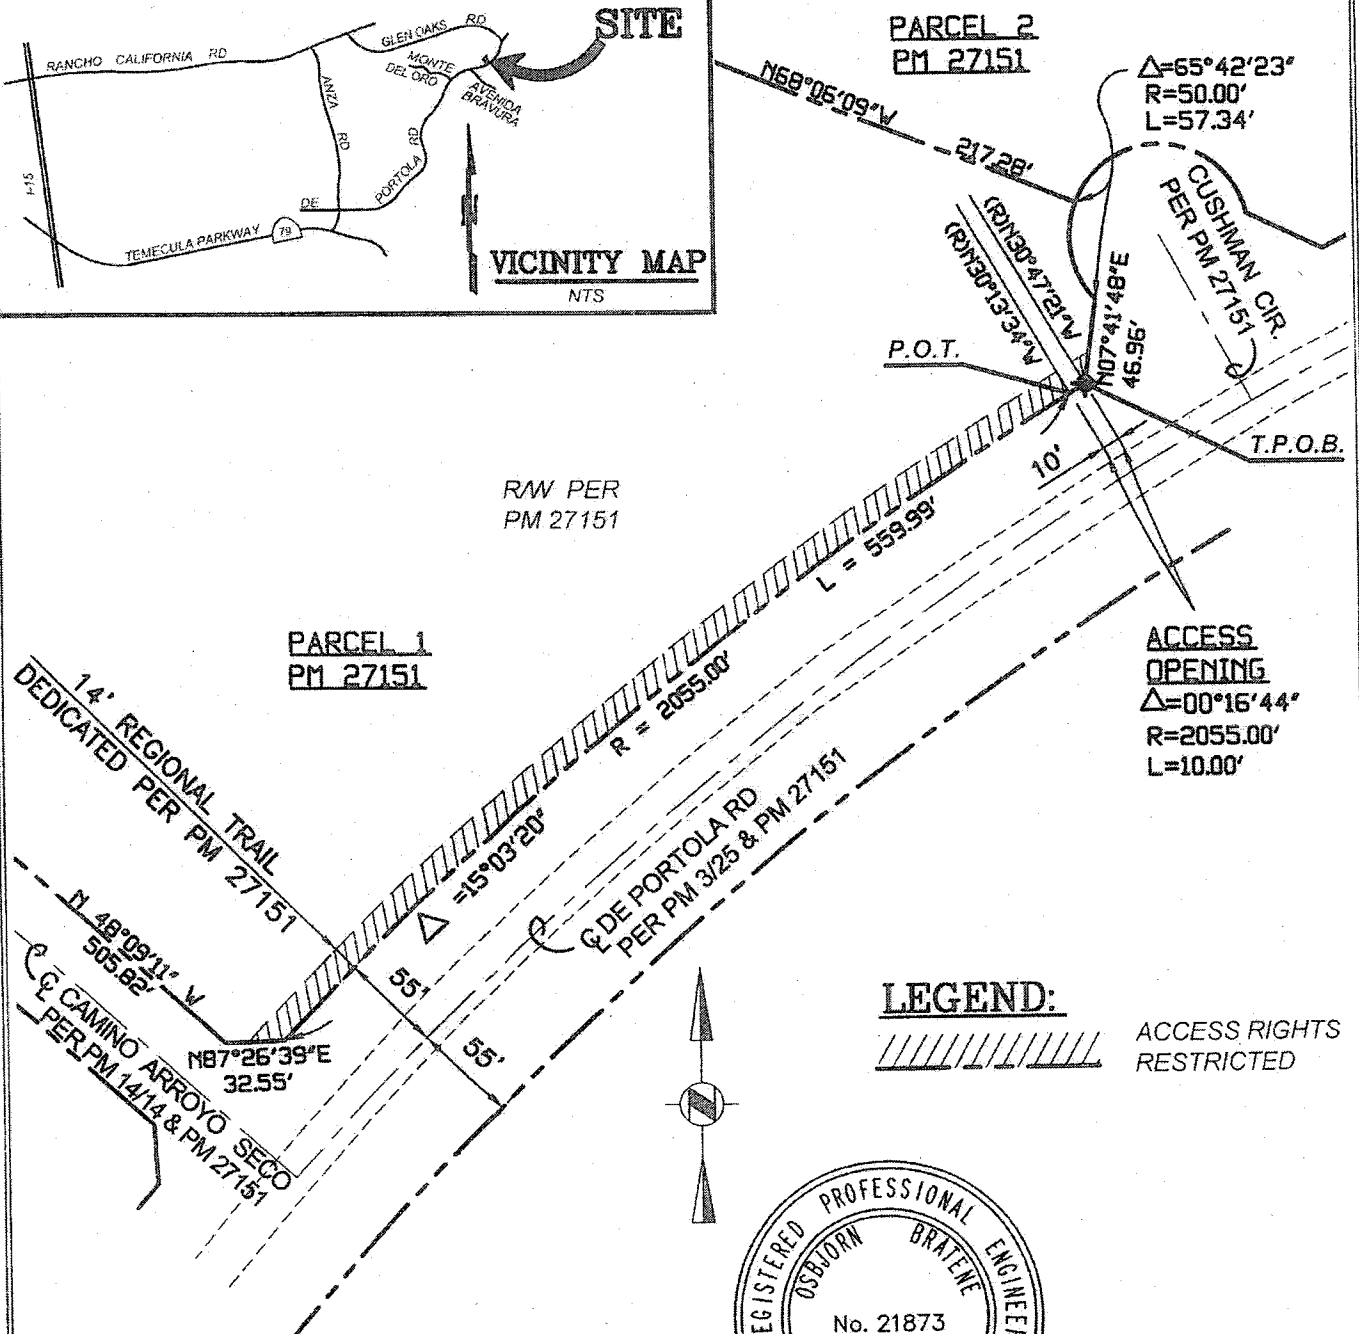 SITE
RANCHO CALIFORNIA RD
GLEN OAKS RD
MONTE
DEL ORO
AVENIDA
BRAVURA
ANZA RD
I-15
DE PORTOLA RD
TEMECULA PARKWAY
79
N
VICINITY MAP
NTS
PARCEL 2
PM 27151
Δ=65°42'23"
R=50.00'
L=57.34'
N68°06'09"W
217.28'
CUSHMAN CIR.
PER PM 27151
(R)N30°47'21"W
(R)N30°13'34"W
N07°41'48"E
46.96'
P.O.T.
T.P.O.B.
10'
R/W PER
PM 27151
L = 559.99'
R = 2055.00'
Δ =15°03'20"
PARCEL 1
PM 27151
ACCESS
OPENING
Δ=00°16'44"
R=2055.00'
L=10.00'
14' REGIONAL TRAIL
DEDICATED PER PM 27151
℄ DE PORTOLA RD
PER PM 3/25 & PM 27151
N 48°09'11" W
505.82'
℄ CAMINO ARROYO SECO
PER PM 14/14 & PM 27151
N87°26'39"E
32.55'
55'
55'
LEGEND:
ACCESS RIGHTS
RESTRICTED
N
REGISTERED PROFESSIONAL ENGINEE
OSBJORN BRATENE
No. 21873